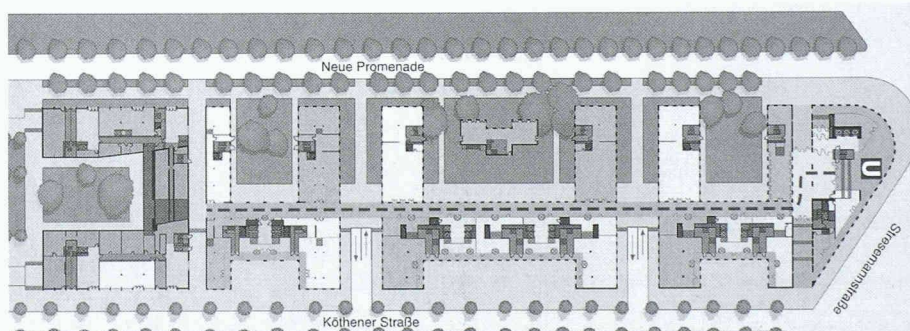 Neue Promenade
U
Stresemannstraße
Köthener Straße